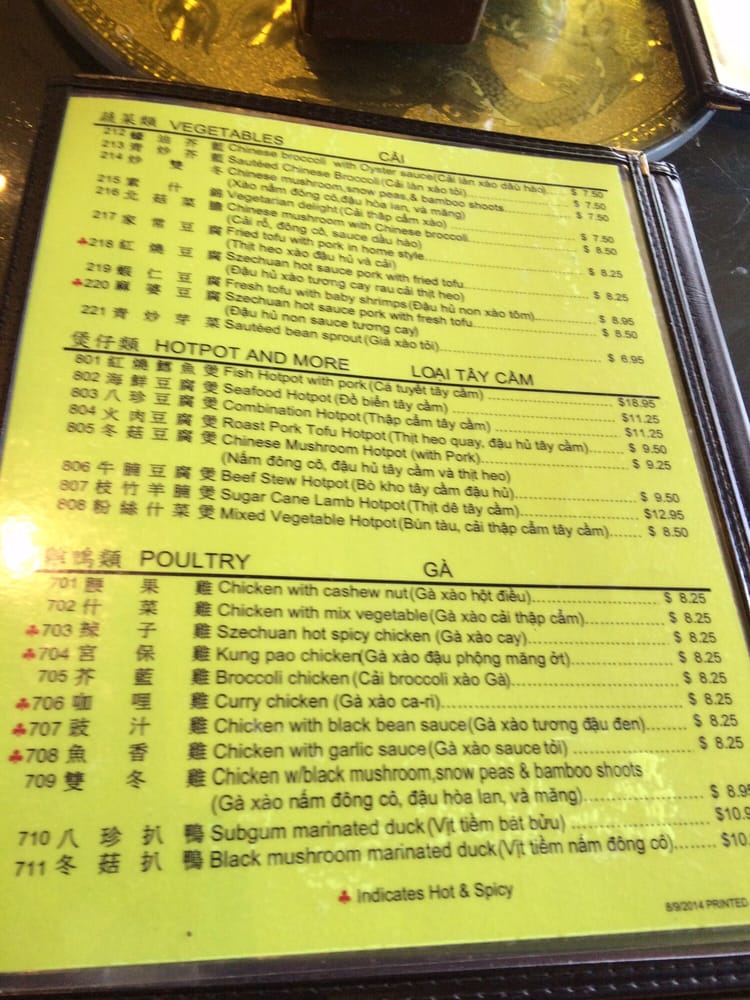 蔬菜類 VEGETABLES CẢI
212 蠔油芥藍 Chinese broccoli with Oyster sauce(Cải làn xào dầu hào) $ 7.50
213 青炒芥藍 Sautéed Chinese Broccoli(Cải làn xào tỏi) $ 7.50
214 炒雙冬 Chinese mushroom,snow peas,& bamboo shoots $ 7.50
(Xào nấm đông cô,đậu hòa lan, và măng)
215 素什錦 Vegetarian delight(Cải thập cẩm xào) $ 7.50
216 北菇菜膽 Chinese mushroom with Chinese broccoli $ 8.50
(Cải rổ, đông cô, sauce dầu hào)
217 家常豆腐 Fried tofu with pork in home style $ 8.25
(Thịt heo xào đậu hủ và cải)
♣218 紅燒豆腐 Szechuan hot sauce pork with fried tofu $ 8.25
(Đậu hủ xào tương cay rau cải thịt heo)
219 蝦仁豆腐 Fresh tofu with baby shrimps(Đậu hủ non xào tôm) $ 8.95
♣220 麻婆豆腐 Szechuan hot sauce pork with fresh tofu $ 8.50
(Đậu hủ non sauce tương cay)
221 青炒芽菜 Sautéed bean sprout(Giá xào tỏi) $ 6.95
煲仔類 HOTPOT AND MORE LOẠI TÂY CẦM
801 紅燒鱈魚煲 Fish Hotpot with pork(Cá tuyết tây cầm) $18.95
802 海鮮豆腐煲 Seafood Hotpot(Đồ biển tây cầm) $11.25
803 八珍豆腐煲 Combination Hotpot(Thập cẩm tây cầm) $11.25
804 火肉豆腐煲 Roast Pork Tofu Hotpot(Thịt heo quay, đậu hủ tây cầm) $ 9.50
805 冬菇豆腐煲 Chinese Mushroom Hotpot (with Pork) $ 9.25
(Nấm đông cô, đậu hủ tây cầm và thịt heo)
806 牛腩豆腐煲 Beef Stew Hotpot(Bò kho tây cầm đậu hủ) $ 9.50
807 枝竹羊腩煲 Sugar Cane Lamb Hotpot(Thịt dê tây cầm) $12.95
808 粉絲什菜煲 Mixed Vegetable Hotpot(Bún tàu, cải thập cẩm tây cầm) $ 8.50
鴨類 POULTRY GÀ
701 腰果雞 Chicken with cashew nut(Gà xào hột điều) $ 8.25
702 什菜雞 Chicken with mix vegetable(Gà xào cải thập cẩm) $ 8.25
♣703 辣子雞 Szechuan hot spicy chicken (Gà xào cay) $ 8.25
♣704 宮保雞 Kung pao chicken(Gà xào đậu phộng măng ớt) $ 8.25
705 芥藍雞 Broccoli chicken (Cải broccoli xào Gà) $ 8.25
♣706 咖哩雞 Curry chicken (Gà xào ca-ri) $ 8.25
♣707 豉汁雞 Chicken with black bean sauce(Gà xào tương đậu đen) $ 8.25
♣708 魚香雞 Chicken with garlic sauce(Gà xào sauce tỏi) $ 8.25
709 雙冬雞 Chicken w/black mushroom,snow peas & bamboo shoots
(Gà xào nấm đông cô, đậu hòa lan, và măng) $ 8.95
710 八珍扒鴨 Subgum marinated duck(Vịt tiềm bát bửu) $10.9
711 冬菇扒鴨 Black mushroom marinated duck(Vịt tiềm nấm đông cô) $10.
♣ Indicates Hot & Spicy
8/9/2014 PRINTED